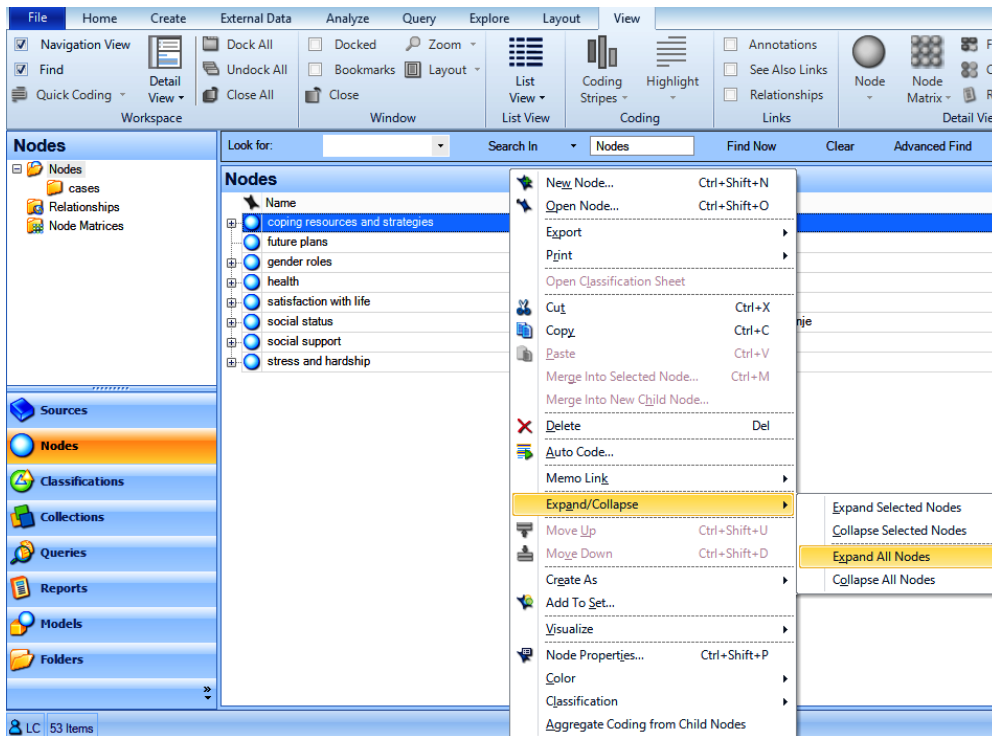 File Home Create External Data Analyze Query Explore Layout View
Navigation View
Find
Quick Coding
Detail
View
Workspace
Dock All
Undock All
Close All
Docked
Bookmarks
Close
Zoom
Layout
Window
List
View
List View
Coding
Stripes
Highlight
Coding
Annotations
See Also Links
Relationships
Links
Node
Node
Matrix
F
C
R
Detail Vie
Nodes
Nodes
cases
Relationships
Node Matrices
Look for: Search In Nodes Find Now Clear Advanced Find
Nodes
Name
coping resources and strategies
future plans
gender roles
health
satisfaction with life
social status
nje
social support
stress and hardship
New Node... Ctrl+Shift+N
Open Node... Ctrl+Shift+O
Export
Print
Open Classification Sheet
Cut Ctrl+X
Copy Ctrl+C
Paste Ctrl+V
Merge Into Selected Node... Ctrl+M
Merge Into New Child Node...
Delete Del
Auto Code...
Memo Link
Expand/Collapse
Move Up Ctrl+Shift+U
Move Down Ctrl+Shift+D
Create As
Add To Set...
Visualize
Node Properties... Ctrl+Shift+P
Color
Classification
Aggregate Coding from Child Nodes
Expand Selected Nodes
Collapse Selected Nodes
Expand All Nodes
Collapse All Nodes
Sources
Nodes
Classifications
Collections
Queries
Reports
Models
Folders
»
LC 53 Items